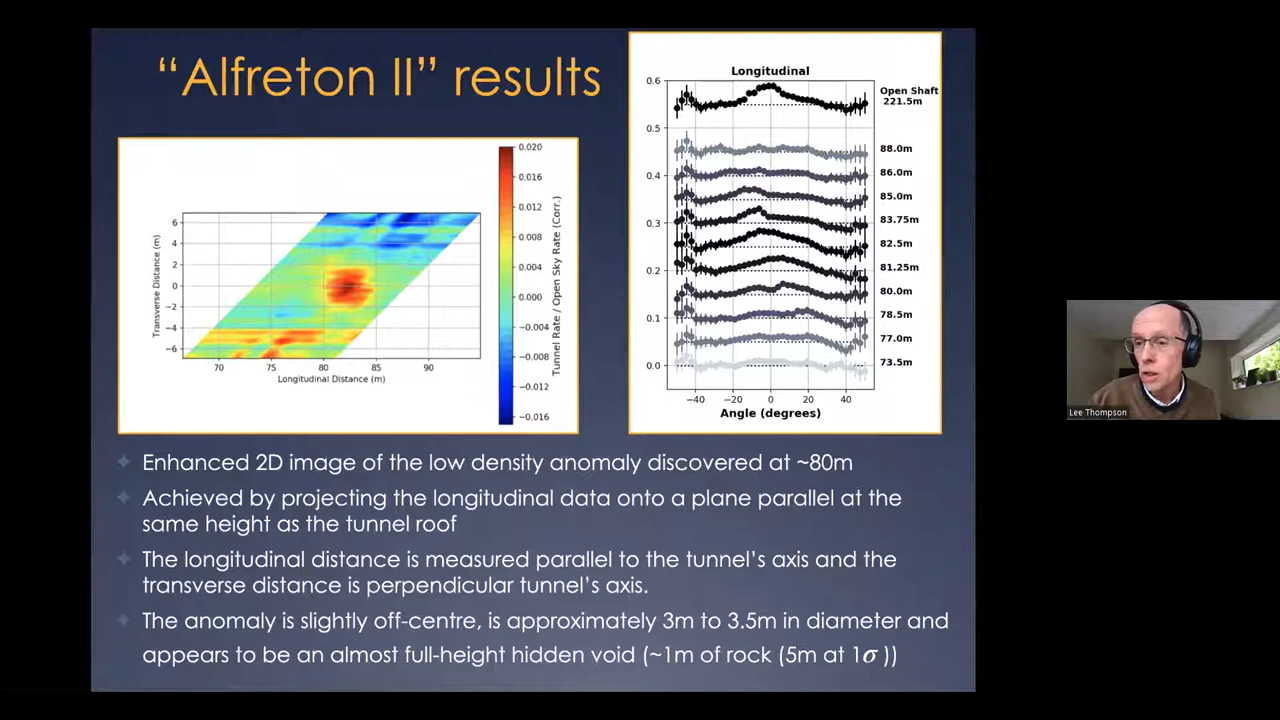 “Alfreton II” results
0.020
0.016
0.012
0.008
0.004
0.000
−0.004
−0.008
−0.012
−0.016
Tunnel Rate / Open Sky Rate (Corr.)
6
4
2
0
−2
−4
−6
Transverse Distance (m)
70 75 80 85 90
Longitudinal Distance (m)
Longitudinal
0.6
0.5
0.4
0.3
0.2
0.1
0.0
Open Shaft
221.5m
88.0m
86.0m
85.0m
83.75m
82.5m
81.25m
80.0m
78.5m
77.0m
73.5m
−40 −20 0 20 40
Angle (degrees)
Enhanced 2D image of the low density anomaly discovered at ~80m
Achieved by projecting the longitudinal data onto a plane parallel at the
same height as the tunnel roof
The longitudinal distance is measured parallel to the tunnel’s axis and the
transverse distance is perpendicular tunnel’s axis.
The anomaly is slightly off-centre, is approximately 3m to 3.5m in diameter and
appears to be an almost full-height hidden void (~1m of rock (5m at 1σ ))
Lee Thompson